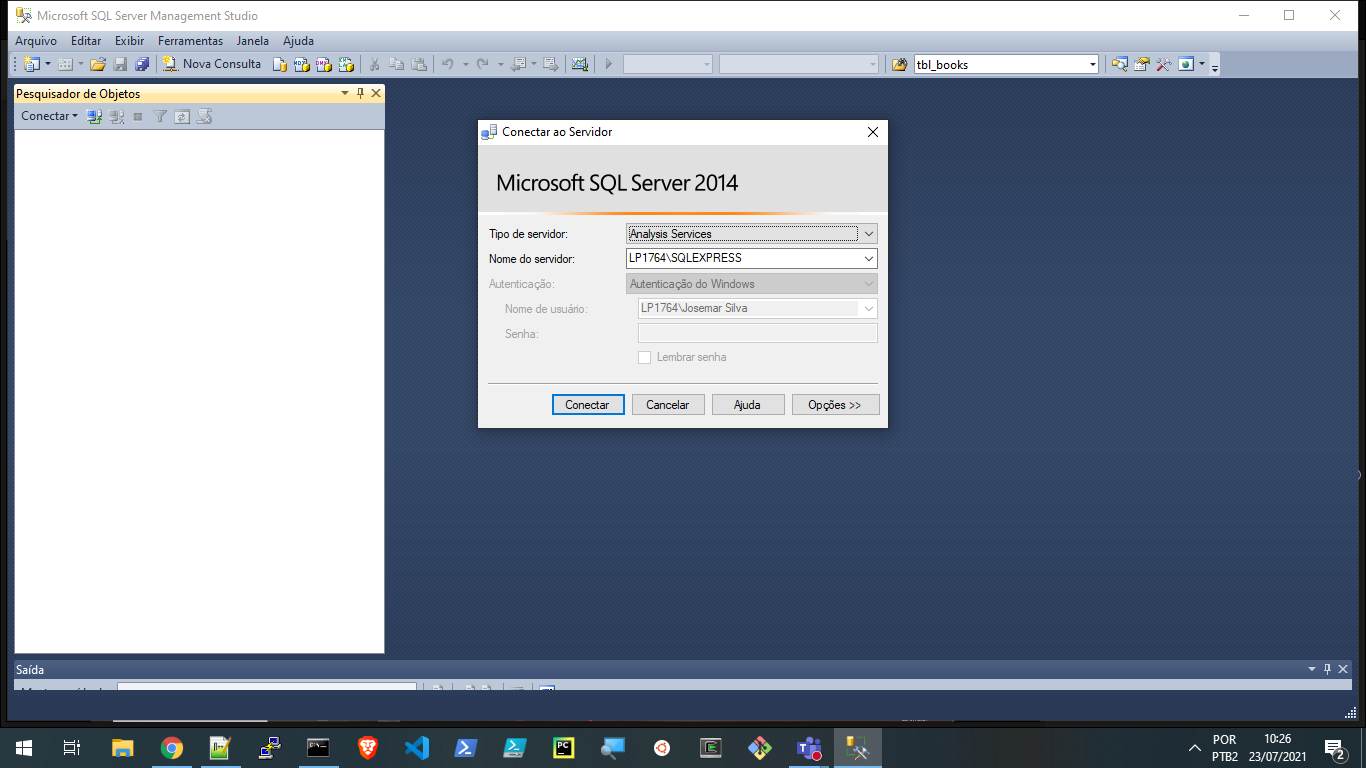 Microsoft SQL Server Management Studio
Arquivo Editar Exibir Ferramentas Janela Ajuda
Nova Consulta tbl_books
Pesquisador de Objetos
Conectar
Conectar ao Servidor
Microsoft SQL Server 2014
Tipo de servidor: Analysis Services
Nome do servidor: LP1764\SQLEXPRESS
Autenticação: Autenticação do Windows
Nome de usuário: LP1764\Josemar Silva
Senha:
Lembrar senha
Conectar Cancelar Ajuda Opções >>
Saída
POR
PTB2
10:26
23/07/2021
2